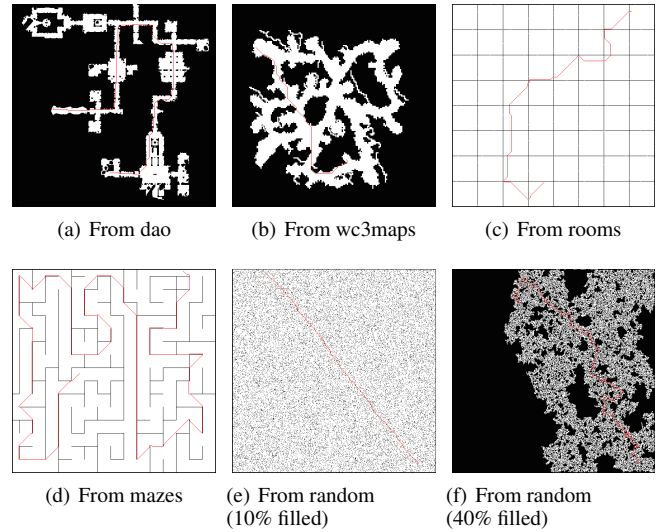 (a) From dao
(b) From wc3maps
(c) From rooms
(d) From mazes
(e) From random
(10% filled)
(f) From random
(40% filled)